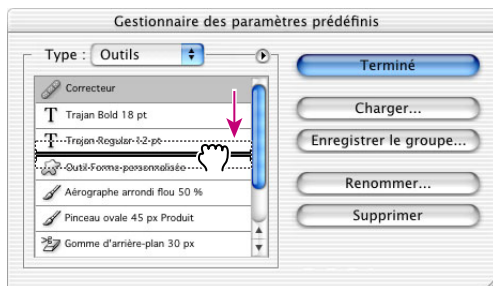 Gestionnaire des paramètres prédéfinis
Type : Outils
Correcteur
T Trajan Bold 18 pt
T Trajan Regular 12 pt
Outil Forme personnalisée
Aérographe arrondi flou 50 %
Pinceau ovale 45 px Produit
Gomme d'arrière-plan 30 px
Terminé
Charger...
Enregistrer le groupe...
Renommer...
Supprimer